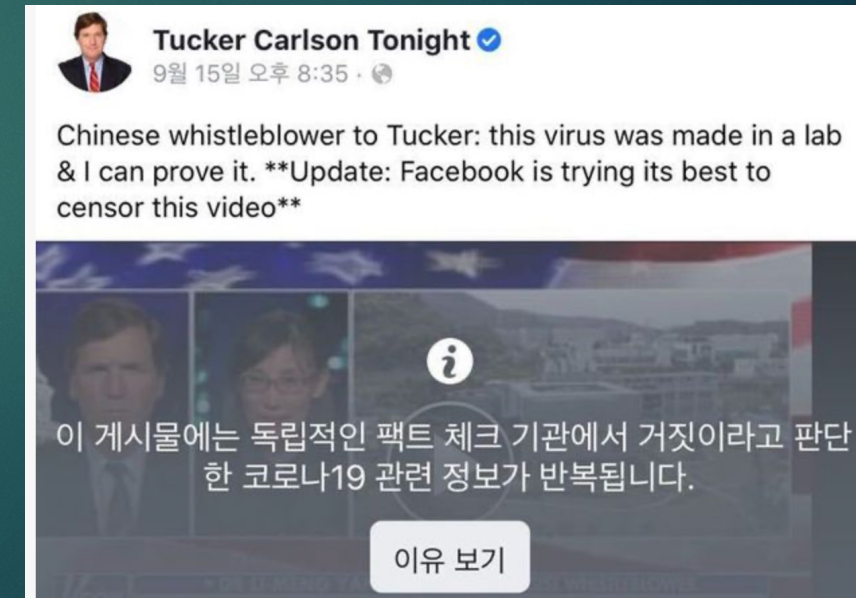 Tucker Carlson Tonight
9월 15일 오후 8:35 ·
Chinese whistleblower to Tucker: this virus was made in a lab
& I can prove it. **Update: Facebook is trying its best to
censor this video**
이 게시물에는 독립적인 팩트 체크 기관에서 거짓이라고 판단
한 코로나19 관련 정보가 반복됩니다.
이유 보기